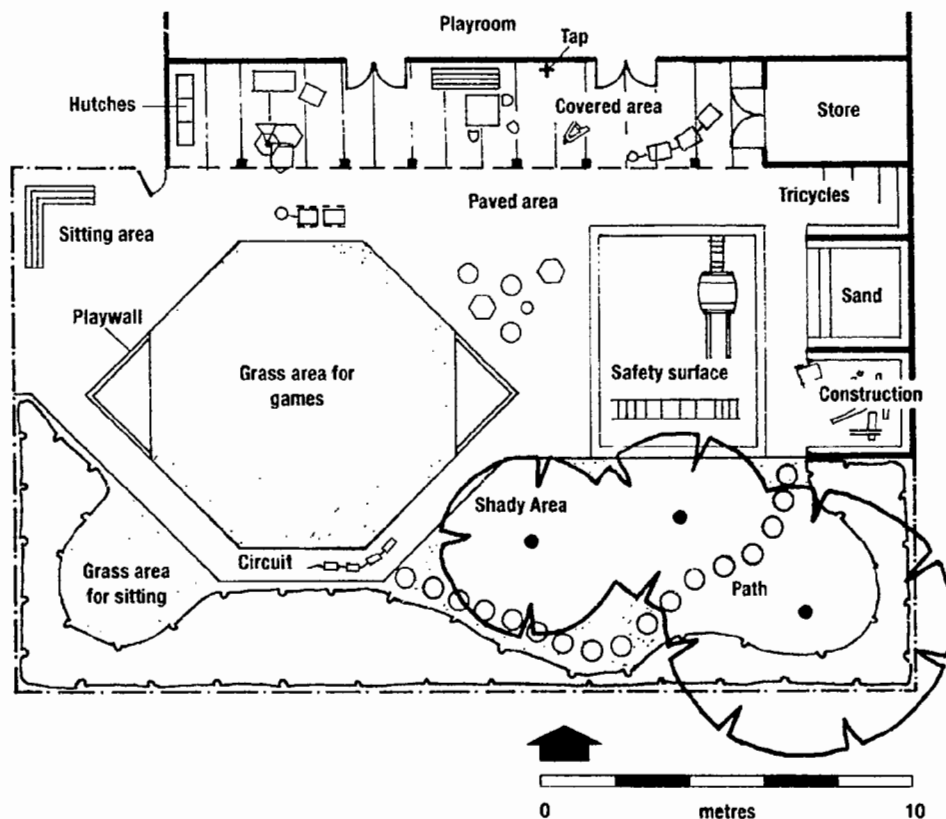 Playroom
Tap
Hutches
Covered area
Store
Paved area
Tricycles
Sitting area
Sand
Playwall
Grass area for
games
Safety surface
Construction
Shady Area
Circuit
Grass area
for sitting
Path
0 metres 10